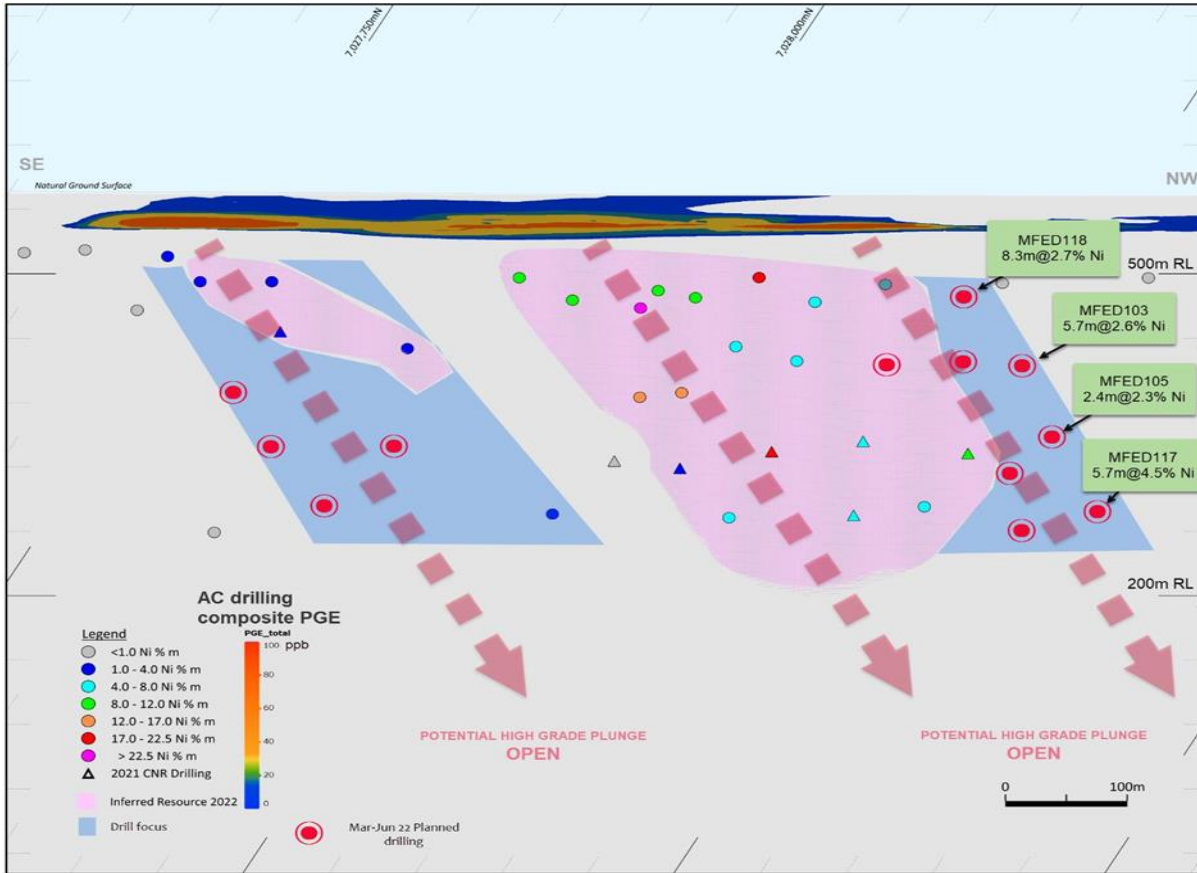 7,027,750mN
7,028,000mN
SE
NW
Natural Ground Surface
MFED118
8.3m@2.7% Ni
500m RL
MFED103
5.7m@2.6% Ni
MFED105
2.4m@2.3% Ni
MFED117
5.7m@4.5% Ni
200m RL
AC drilling
composite PGE
Legend
PGE_total
100 ppb
80
60
40
20
0
<1.0 Ni % m
1.0 - 4.0 Ni % m
4.0 - 8.0 Ni % m
8.0 - 12.0 Ni % m
12.0 - 17.0 Ni % m
17.0 - 22.5 Ni % m
> 22.5 Ni % m
2021 CNR Drilling
Inferred Resource 2022
Drill focus
Mar-Jun 22 Planned
drilling
POTENTIAL HIGH GRADE PLUNGE
OPEN
POTENTIAL HIGH GRADE PLUNGE
OPEN
0 100m